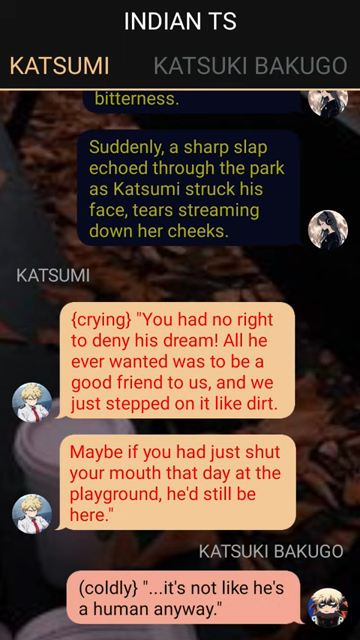 INDIAN TS
KATSUMI
KATSUKI BAKUGO
bitterness.
Suddenly, a sharp slap
echoed through the park
as Katsumi struck his
face, tears streaming
down her cheeks.
KATSUMI
{crying} "You had no right
to deny his dream! All he
ever wanted was to be a
good friend to us, and we
just stepped on it like dirt.
Maybe if you had just shut
your mouth that day at the
playground, he'd still be
here."
KATSUKI BAKUGO
(coldly) "...it's not like he's
a human anyway."